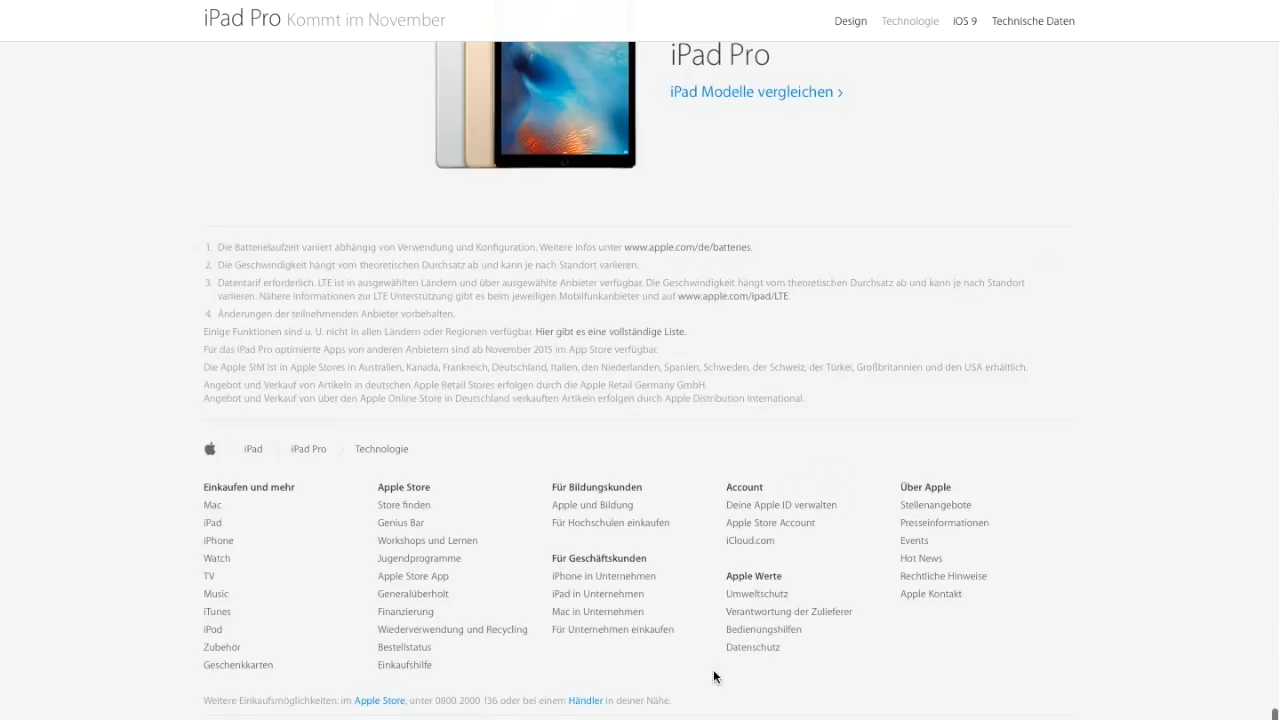 iPad Pro Kommt im November
Design Technologie iOS 9 Technische Daten
iPad Pro
iPad Modelle vergleichen ›
1. Die Batterielaufzeit variiert abhängig von Verwendung und Konfiguration. Weitere Infos unter www.apple.com/de/batteries.
2. Die Geschwindigkeit hängt vom theoretischen Durchsatz ab und kann je nach Standort variieren.
3. Datentarif erforderlich. LTE ist in ausgewählten Ländern und über ausgewählte Anbieter verfügbar. Die Geschwindigkeit hängt vom theoretischen Durchsatz ab und kann je nach Standort
variieren. Nähere Informationen zur LTE Unterstützung gibt es beim jeweiligen Mobilfunkanbieter und auf www.apple.com/ipad/LTE.
4. Änderungen der teilnehmenden Anbieter vorbehalten.
Einige Funktionen sind u. U. nicht in allen Ländern oder Regionen verfügbar. Hier gibt es eine vollständige Liste.
Für das iPad Pro optimierte Apps von anderen Anbietern sind ab November 2015 im App Store verfügbar.
Die Apple SIM ist in Apple Stores in Australien, Kanada, Frankreich, Deutschland, Italien, den Niederlanden, Spanien, Schweden, der Schweiz, der Türkei, Großbritannien und den USA erhältlich.
Angebot und Verkauf von Artikeln in deutschen Apple Retail Stores erfolgen durch die Apple Retail Germany GmbH.
Angebot und Verkauf von über den Apple Online Store in Deutschland verkauften Artikeln erfolgen durch Apple Distribution International.
iPad iPad Pro Technologie
Einkaufen und mehr
Mac
iPad
iPhone
Watch
TV
Music
iTunes
iPod
Zubehör
Geschenkkarten
Apple Store
Store finden
Genius Bar
Workshops und Lernen
Jugendprogramme
Apple Store App
Generalüberholt
Finanzierung
Wiederverwendung und Recycling
Bestellstatus
Einkaufshilfe
Für Bildungskunden
Apple und Bildung
Für Hochschulen einkaufen
Für Geschäftskunden
iPhone in Unternehmen
iPad in Unternehmen
Mac in Unternehmen
Für Unternehmen einkaufen
Account
Deine Apple ID verwalten
Apple Store Account
iCloud.com
Apple Werte
Umweltschutz
Verantwortung der Zulieferer
Bedienungshilfen
Datenschutz
Über Apple
Stellenangebote
Presseinformationen
Events
Hot News
Rechtliche Hinweise
Apple Kontakt
Weitere Einkaufsmöglichkeiten: im Apple Store, unter 0800 2000 136 oder bei einem Händler in deiner Nähe.